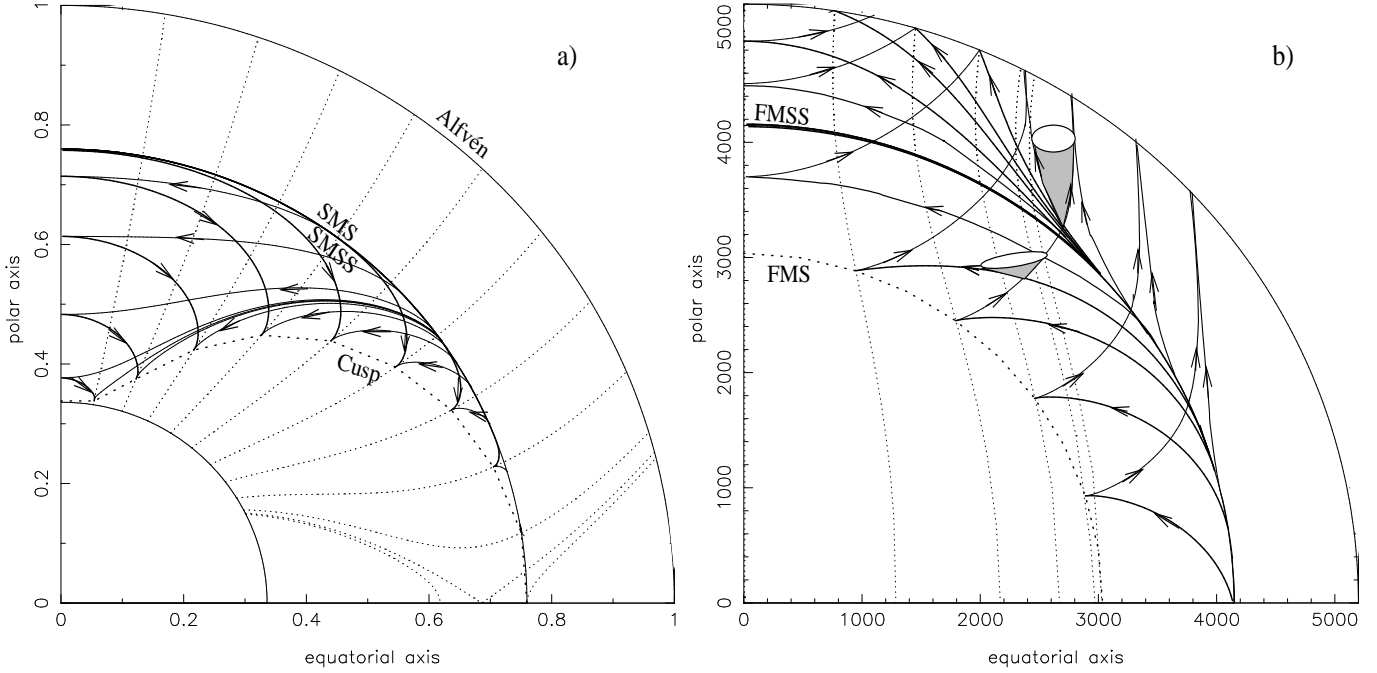 a)
1
0.8
0.6
0.4
0.2
0
polar axis
Alfvén
SMS
SMSS
Cusp
0 0.2 0.4 0.6 0.8 1
equatorial axis
b)
5000
4000
3000
2000
1000
0
polar axis
FMSS
FMS
0 1000 2000 3000 4000 5000
equatorial axis